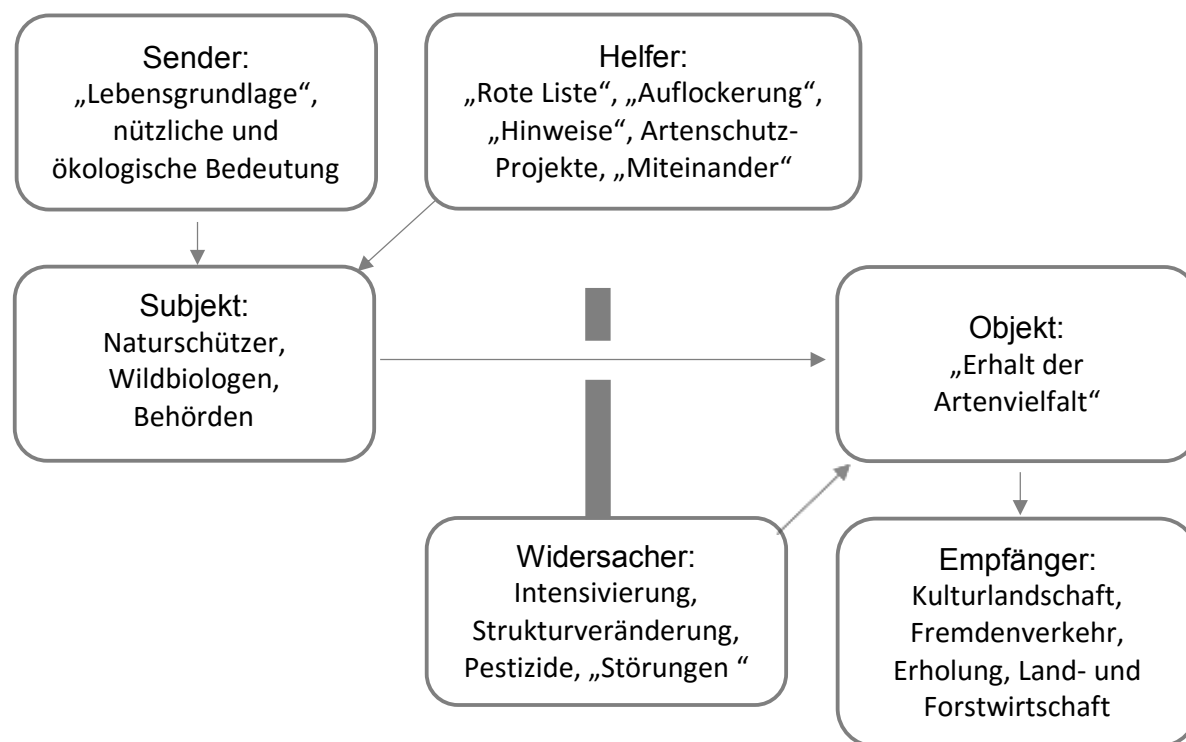 Sender:
„Lebensgrundlage“,
nützliche und
ökologische Bedeutung
Helfer:
„Rote Liste“, „Auflockerung“,
„Hinweise“, Artenschutz-
Projekte, „Miteinander“
Subjekt:
Naturschützer,
Wildbiologen,
Behörden
Objekt:
„Erhalt der
Artenvielfalt“
Widersacher:
Intensivierung,
Strukturveränderung,
Pestizide, „Störungen “
Empfänger:
Kulturlandschaft,
Fremdenverkehr,
Erholung, Land- und
Forstwirtschaft